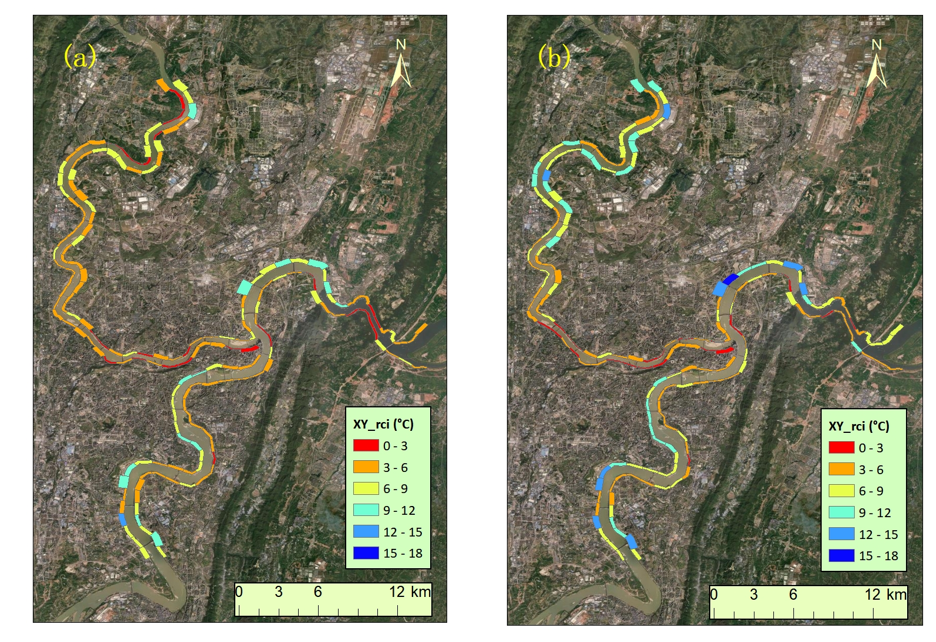 (a)
N
XY_rci (°C)
0 - 3
3 - 6
6 - 9
9 - 12
12 - 15
15 - 18
0 3 6 12 km
(b)
N
XY_rci (°C)
0 - 3
3 - 6
6 - 9
9 - 12
12 - 15
15 - 18
0 3 6 12 km